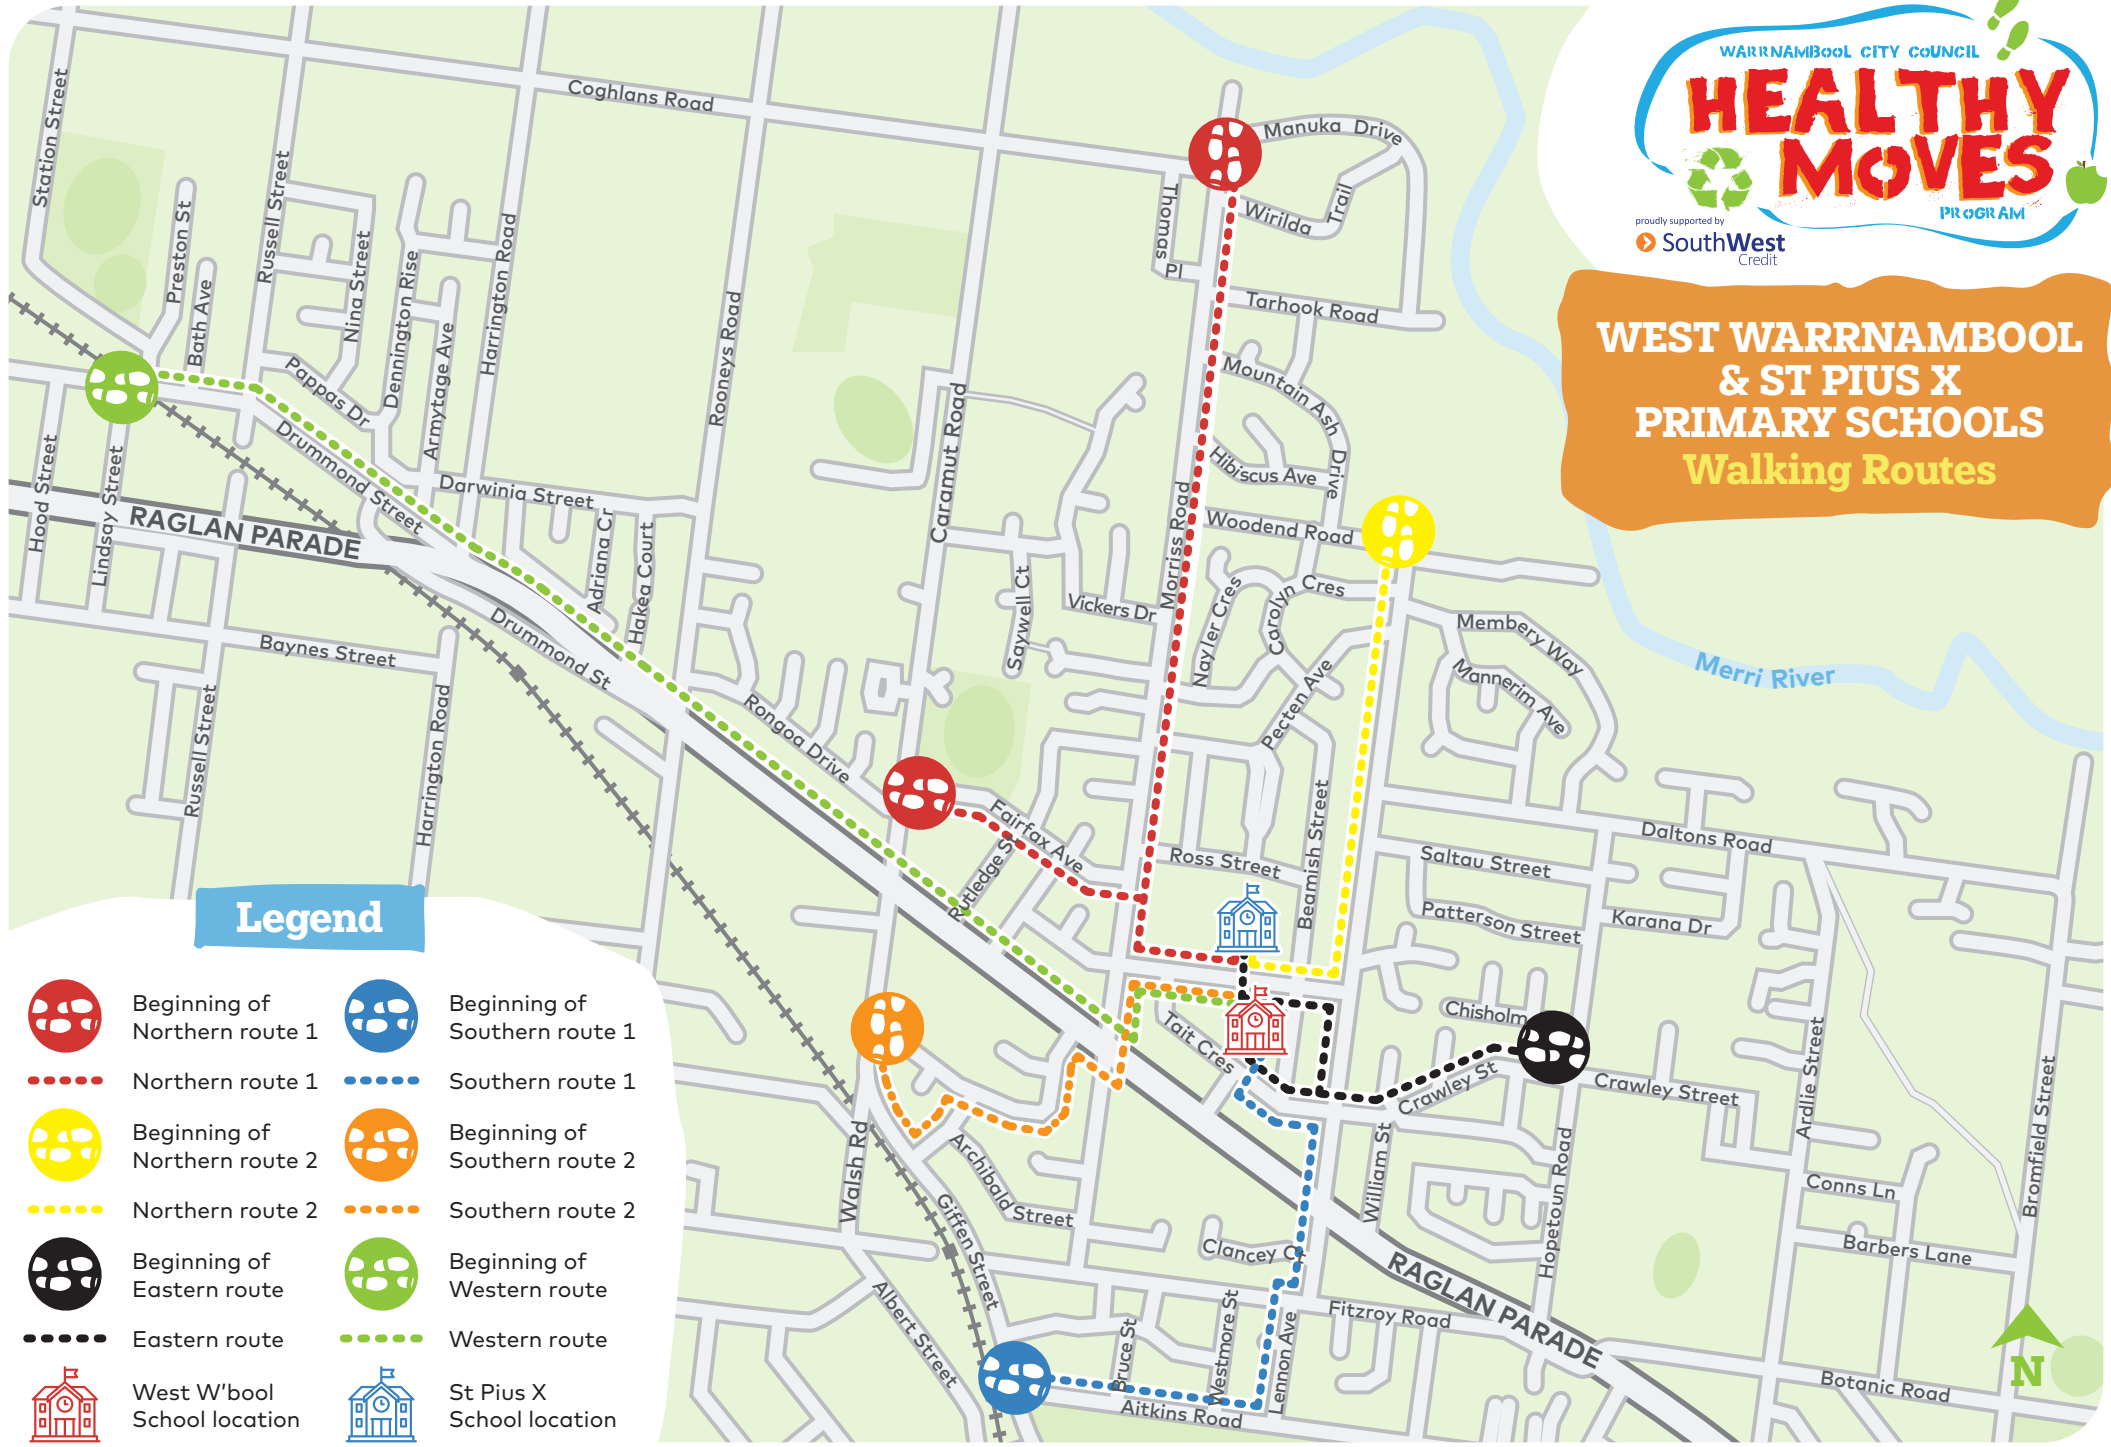 WARRNAMBOOL CITY COUNCIL
HEALTHY
MOVES
PROGRAM
proudly supported by
SouthWest
Credit
WEST WARRNAMBOOL
& ST PIUS X
PRIMARY SCHOOLS
Walking Routes
Station Street
Preston St
Bath Ave
Russell Street
Nina Street
Dennington Rise
Armytage Ave
Harrington Road
Pappas Dr
Coghlans Road
Rooneys Road
Caramut Road
Thomas
Pl
Manuka Drive
Wirilda Trail
Tarhook Road
Mountain Ash
Drive
Hibiscus Ave
Woodend Road
Morriss Road
Hood Street
Lindsay Street
RAGLAN PARADE
Drummond Street
Darwinia Street
Adriana Cr
Hakea Court
Drummond St
Baynes Street
Russell Street
Harrington Road
Saywell Ct
Vickers Dr
Nayler Cres
Carolyn Cres
Pecten Ave
Membery Way
Mannerim Ave
Merri River
Rongoa Drive
Fairfax Ave
Rutledge St
Ross Street
Beamish Street
Daltons Road
Saltau Street
Patterson Street
Karana Dr
Chisholm
Tait Cres
Crawley St
Crawley Street
Ardlie Street
Bromfield Street
Walsh Rd
Archibald Street
Giffen Street
Albert Street
William St
Hopetoun Road
Conns Ln
Barbers Lane
Clancey Ct
RAGLAN PARADE
Fitzroy Road
Bruce St
Westmore St
Lennon Ave
Aitkins Road
Botanic Road
N
Legend
Beginning of
Northern route 1
Northern route 1
Beginning of
Northern route 2
Northern route 2
Beginning of
Eastern route
Eastern route
West W'bool
School location
Beginning of
Southern route 1
Southern route 1
Beginning of
Southern route 2
Southern route 2
Beginning of
Western route
Western route
St Pius X
School location